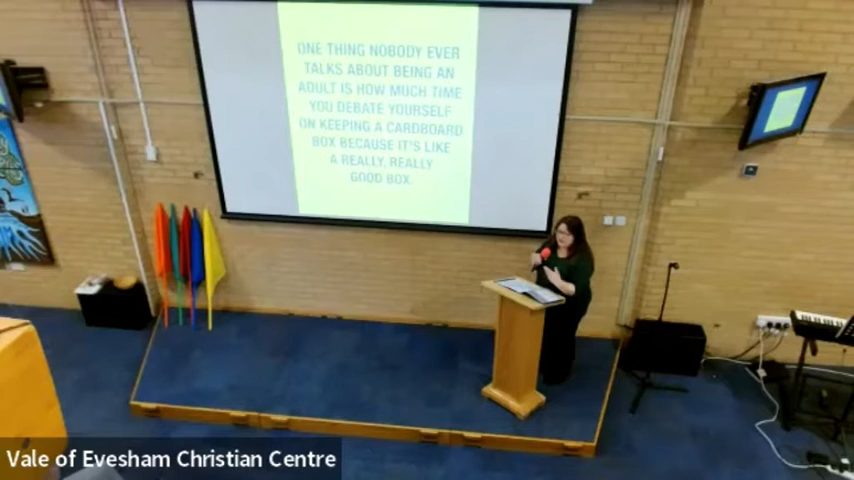 ONE THING NOBODY EVER
TALKS ABOUT BEING AN
ADULT IS HOW MUCH TIME
YOU DEBATE YOURSELF
ON KEEPING A CARDBOARD
BOX BECAUSE IT'S LIKE
A REALLY, REALLY
GOOD BOX.
Vale of Evesham Christian Centre